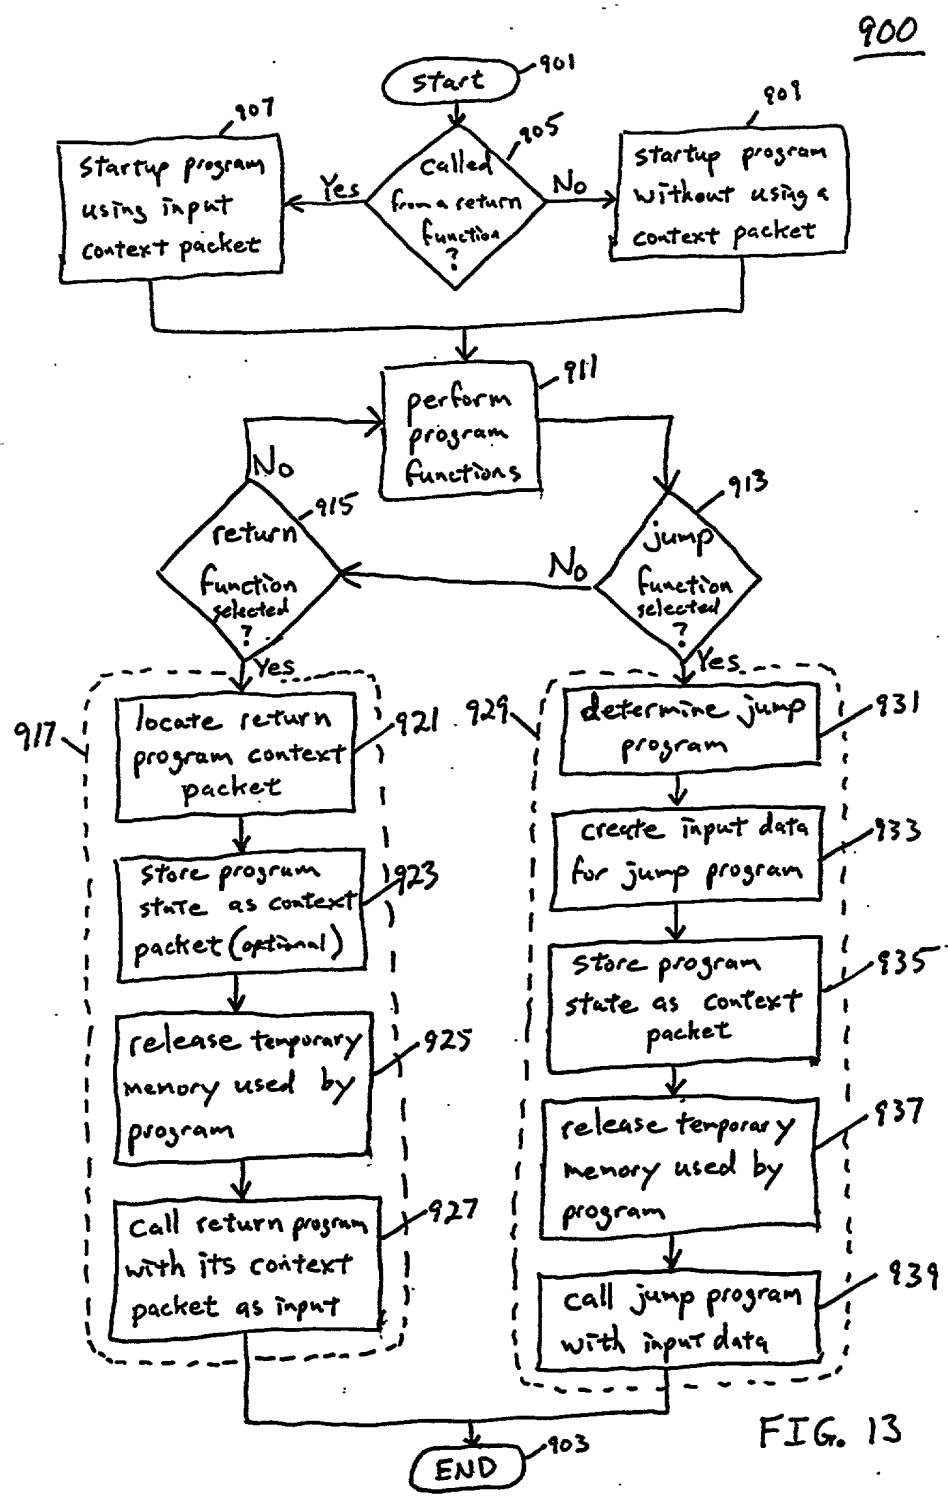 900
Start
901
907
Startup program
using input
context packet
Yes
905
Called
from a return
function
?
No
909
Startup program
without using a
context packet
911
perform
program
functions
No
915
return
function
selected
?
Yes
No
913
jump
function
selected
?
Yes
917
locate return
program context
packet
921
store program
state as context
packet (optional)
923
release temporary
memory used by
program
925
call return program
with its context
packet as input
927
929
determine jump
program
931
create input data
for jump program
933
store program
state as context
packet
935
release temporary
memory used by
program
937
call jump program
with input data
939
END
903
FIG. 13